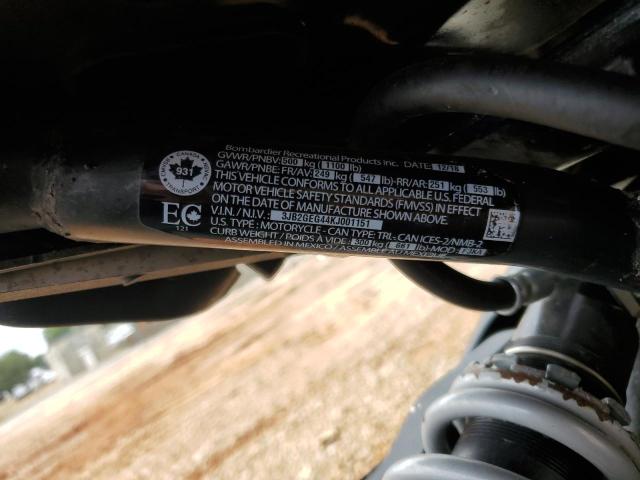 Bombardier Recreational Products Inc. DATE: 12/18
GVWR/PNBV: 500 kg ( 1100 lb)
GAWR/PNBE: FR/AV: 249 kg ( 547 lb)-RR/AR: 251 kg ( 553 lb)
THIS VEHICLE CONFORMS TO ALL APPLICABLE U.S. FEDERAL
MOTOR VEHICLE SAFETY STANDARDS (FMVSS) IN EFFECT
ON THE DATE OF MANUFACTURE SHOWN ABOVE.
V.I.N. / N.I.V. : 3JB2GEG44KJ001151
U.S. TYPE: MOTORCYCLE - CAN TYPE TRI.- CAN ICES-2/NMB-2
CURB WEIGHT / POIDS À VIDE: 300 kg ( 661 lb)-MOD :
ASSEMBLED IN MEXICO / ASSEMBLÉ AU MEXIQUE
CANADA
931
EC
121